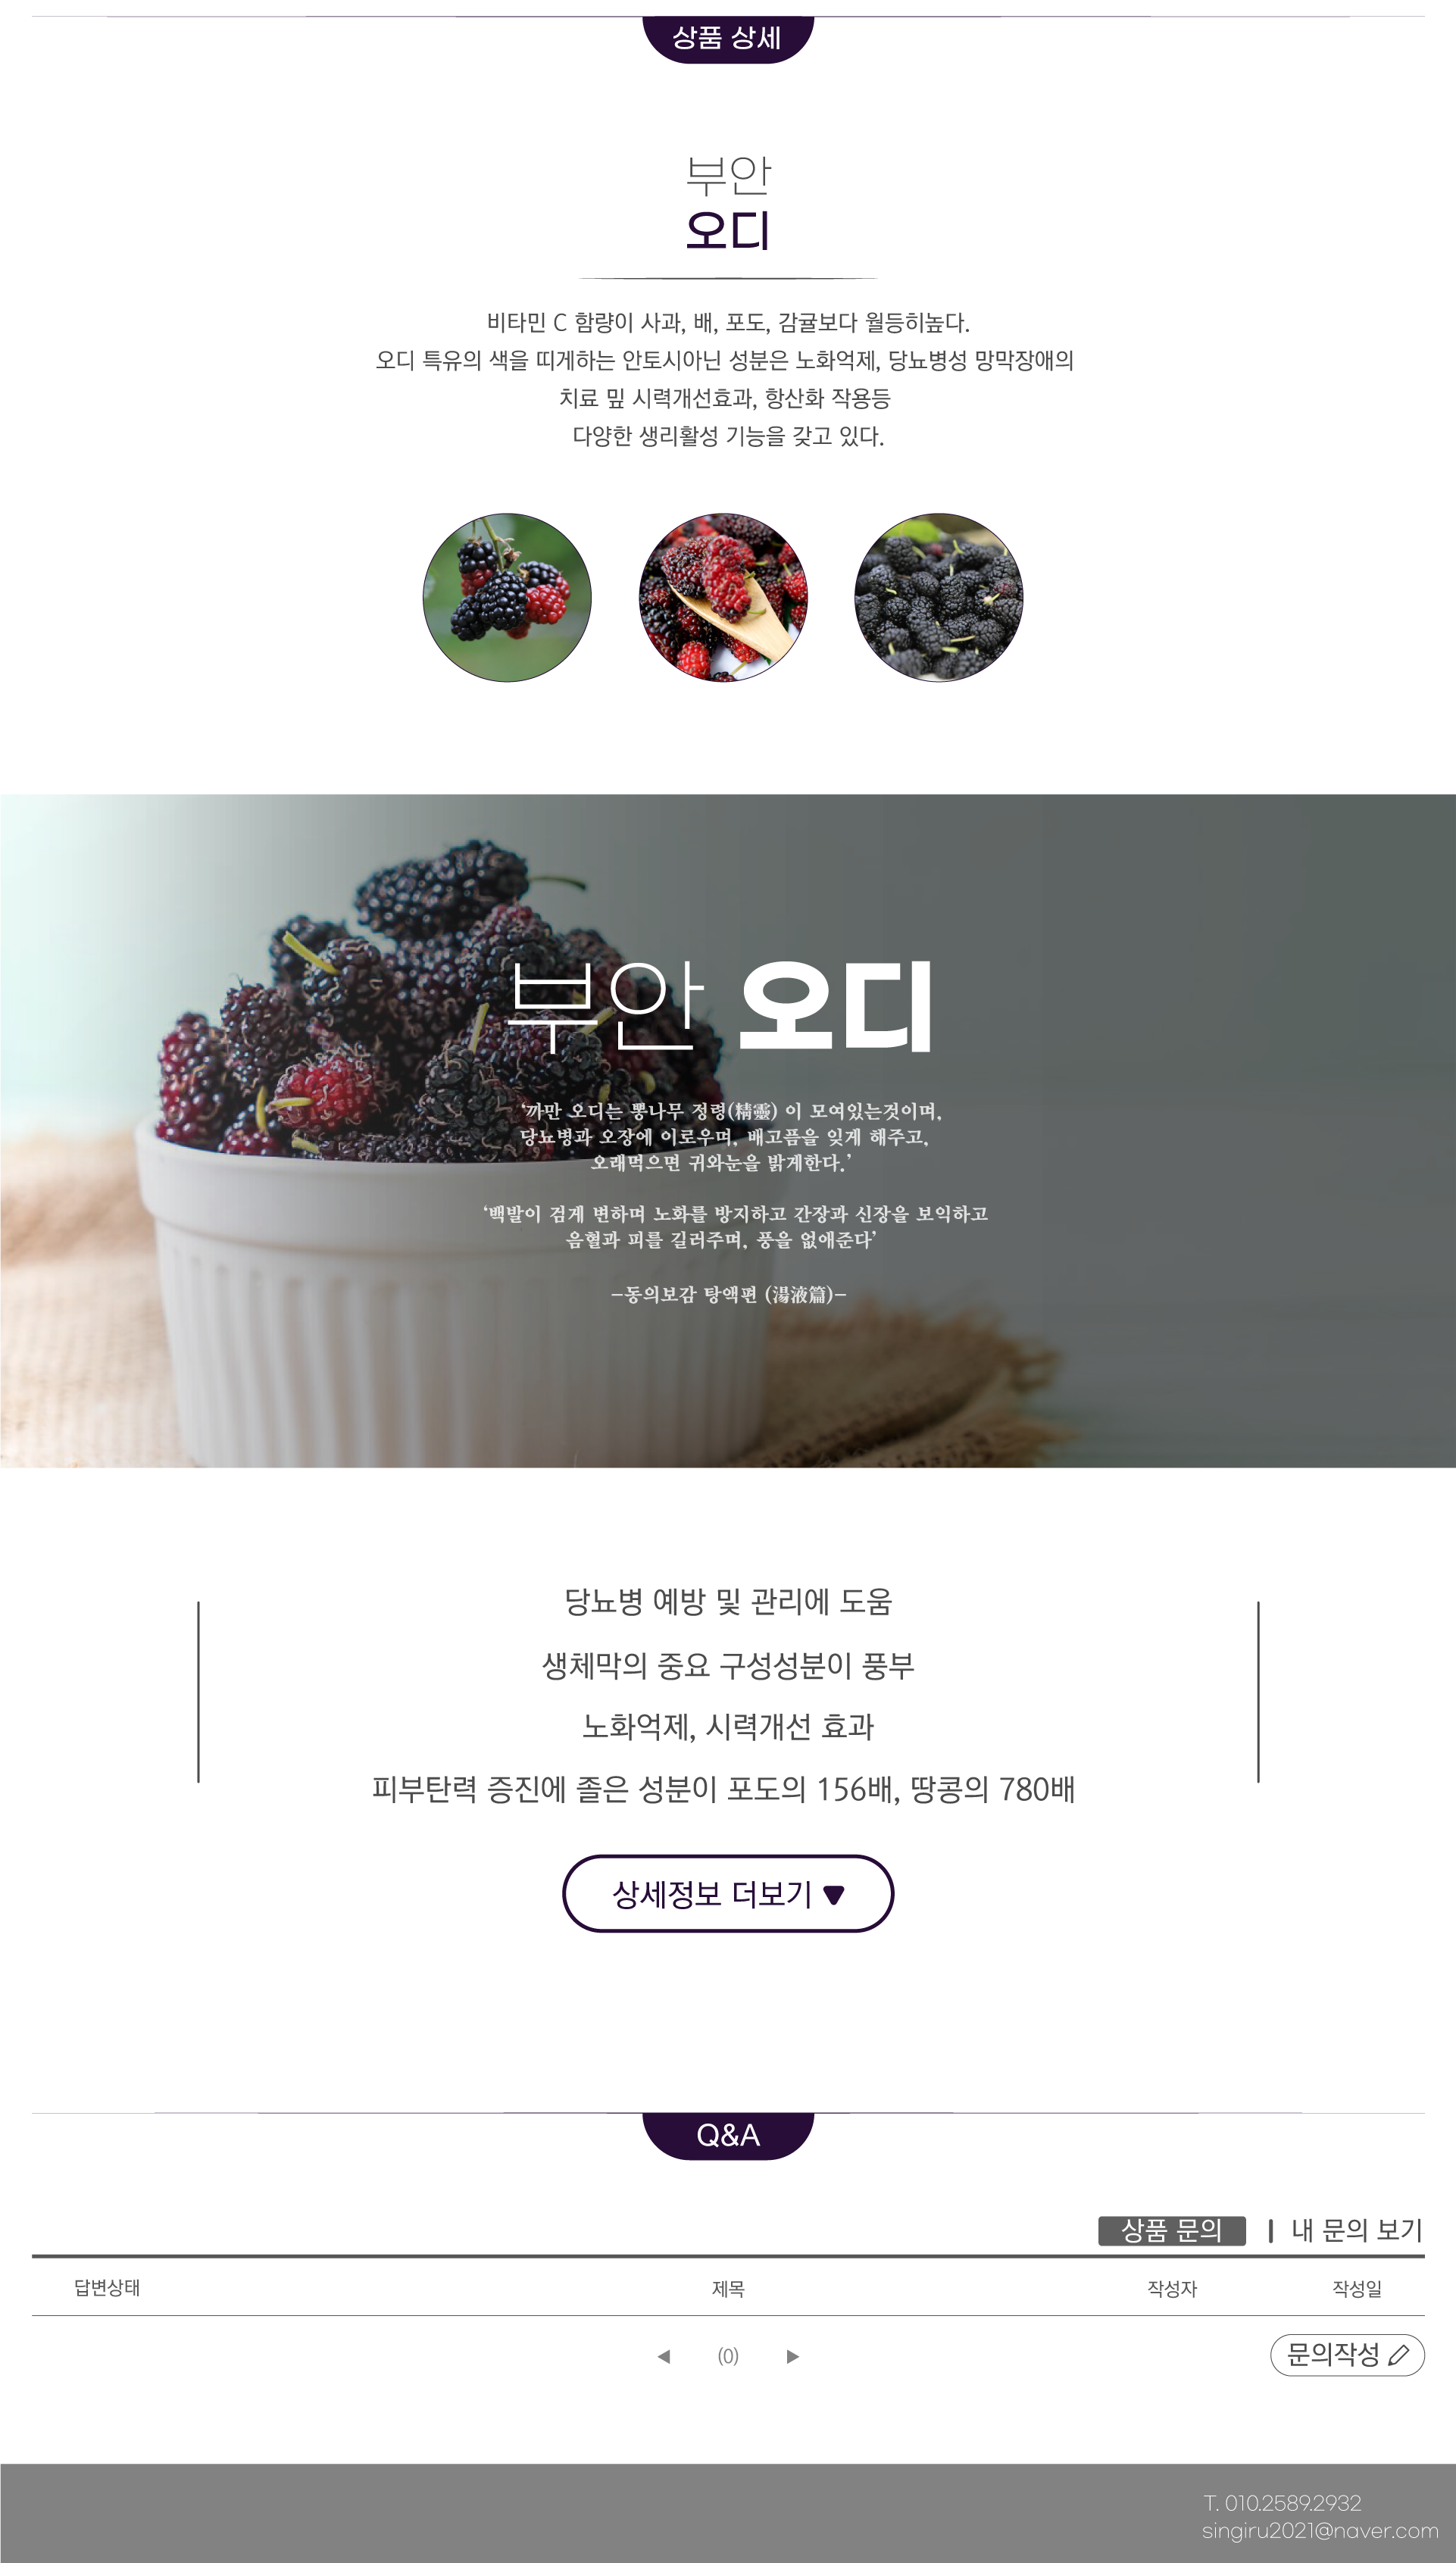 상품 상세
부안
오디
비타민 C 함량이 사과, 배, 포도, 감귤보다 월등히높다.
오디 특유의 색을 띠게하는 안토시아닌 성분은 노화억제, 당뇨병성 망막장애의
치료 밒 시력개선효과, 항산화 작용등
다양한 생리활성 기능을 갖고 있다.
부안 오디
‘까만 오디는 뽕나무 정령(精靈) 이 모여있는것이며,
당뇨병과 오장에 이로우며, 배고픔을 잊게 해주고,
오래먹으면 귀와눈을 밝게한다.’
‘백발이 검게 변하며 노화를 방지하고 간장과 신장을 보익하고
음혈과 피를 길러주며, 풍을 없애준다’
-동의보감 탕액편 (湯液篇)-
당뇨병 예방 및 관리에 도움
생체막의 중요 구성성분이 풍부
노화억제, 시력개선 효과
피부탄력 증진에 졸은 성분이 포도의 156배, 땅콩의 780배
상세정보 더보기 ▼
Q&A
상품 문의 | 내 문의 보기
답변상태 제목 작성자 작성일
◀ (0) ▶ 문의작성
T. 010.2589.2932
singiru2021@naver.com